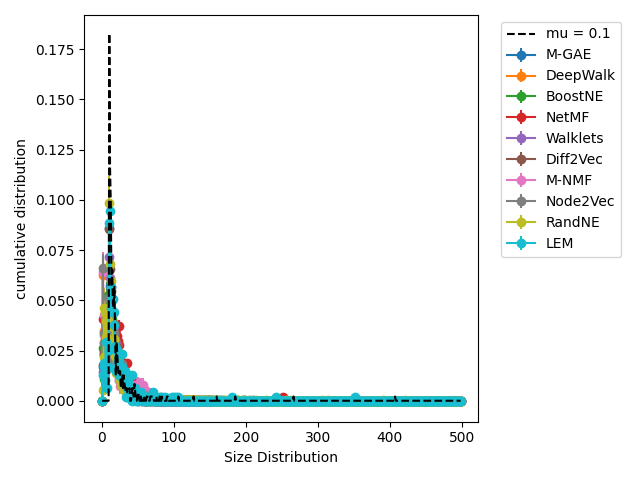 0.175
0.150
0.125
0.100
0.075
0.050
0.025
0.000
cumulative distribution
0 100 200 300 400 500
Size Distribution
mu = 0.1
M-GAE
DeepWalk
BoostNE
NetMF
Walklets
Diff2Vec
M-NMF
Node2Vec
RandNE
LEM